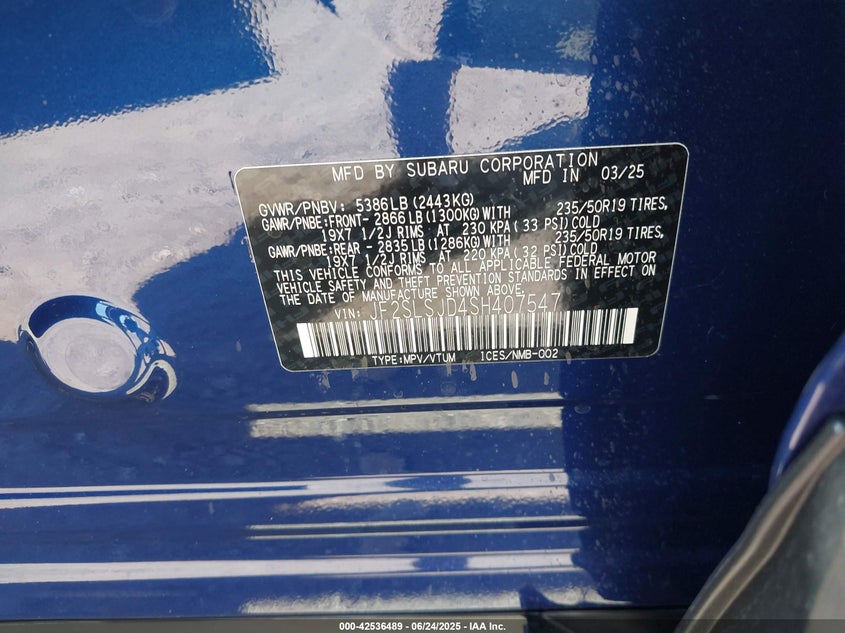 MFD BY SUBARU CORPORATION
MFD IN 03/25
GVWR/PNBV: 5386LB(2443KG)
GAWR/PNBE:FRONT- 2866LB(1300KG)WITH 235/50R19 TIRES,
19X7 1/2J RIMS AT 230 KPA( 33 PSI)COLD
GAWR/PNBE:REAR - 2835LB(1286KG)WITH 235/50R19 TIRES,
19X7 1/2J RIMS AT 220 KPA( 32 PSI)COLD
THIS VEHICLE CONFORMS TO ALL APPLICABLE FEDERAL MOTOR
VEHICLE SAFETY AND THEFT PREVENTION STANDARDS IN EFFECT ON
THE DATE OF MANUFACTURE SHOWN ABOVE.
VIN: JF2SLSJD4SH407547
TYPE:MPV/VTUM ICES/NMB-002
000-42536489 - 06/24/2025 - IAA Inc.